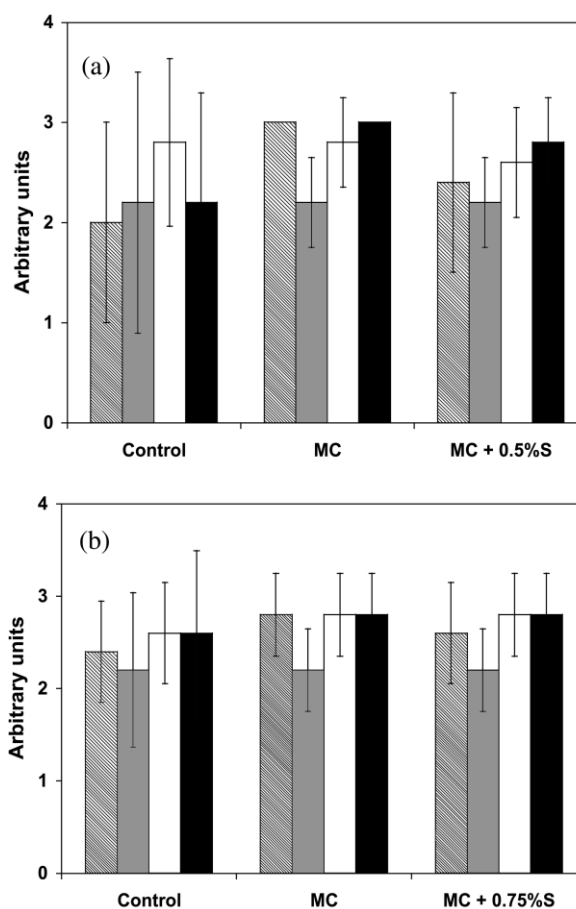 4
(a)
3
2
1
0
Arbitrary units
Control MC MC + 0.5%S
4
(b)
3
2
1
0
Arbitrary units
Control MC MC + 0.75%S